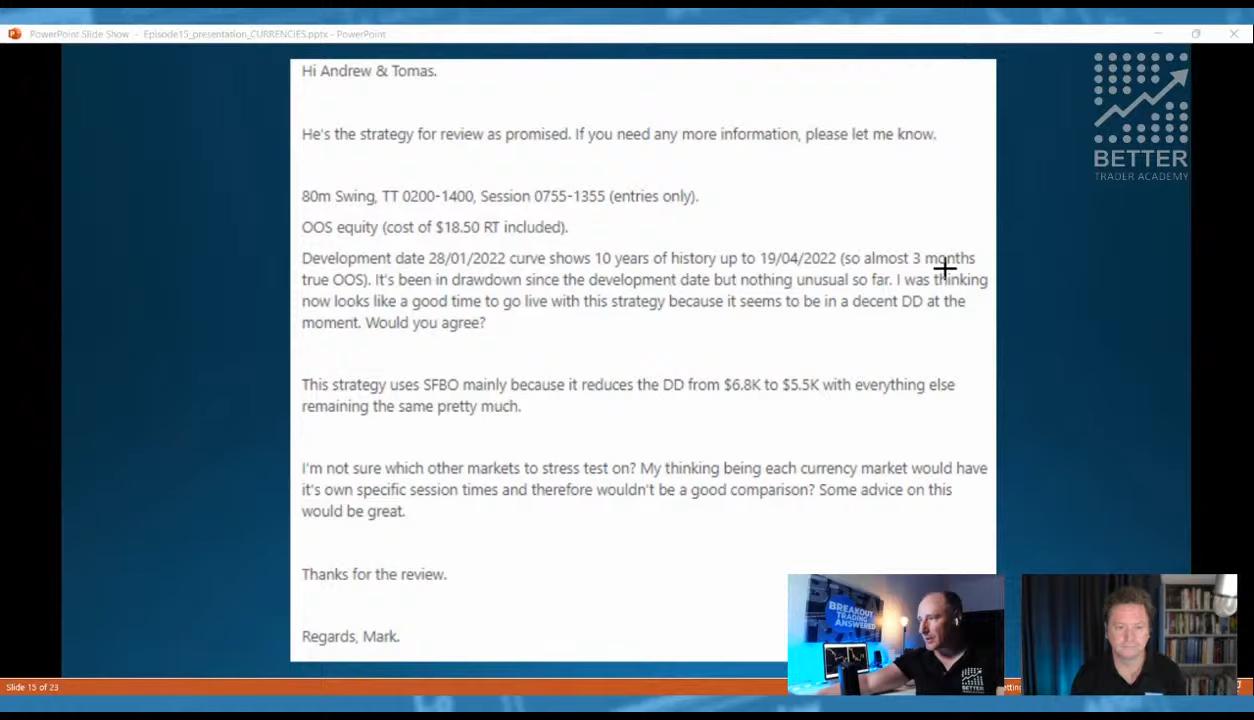 PowerPoint Slide Show - Episode15_presentation_CURRENCIES.pptx - PowerPoint
Hi Andrew & Tomas.
He's the strategy for review as promised. If you need any more information, please let me know.
80m Swing, TT 0200-1400, Session 0755-1355 (entries only).
OOS equity (cost of $18.50 RT included).
Development date 28/01/2022 curve shows 10 years of history up to 19/04/2022 (so almost 3 months
true OOS). It's been in drawdown since the development date but nothing unusual so far. I was thinking
now looks like a good time to go live with this strategy because it seems to be in a decent DD at the
moment. Would you agree?
This strategy uses SFBO mainly because it reduces the DD from $6.8K to $5.5K with everything else
remaining the same pretty much.
I'm not sure which other markets to stress test on? My thinking being each currency market would have
it's own specific session times and therefore wouldn't be a good comparison? Some advice on this
would be great.
Thanks for the review.
Regards, Mark.
BETTER
TRADER ACADEMY
BREAKOUT
TRADING
ANSWERED
Slide 15 of 23